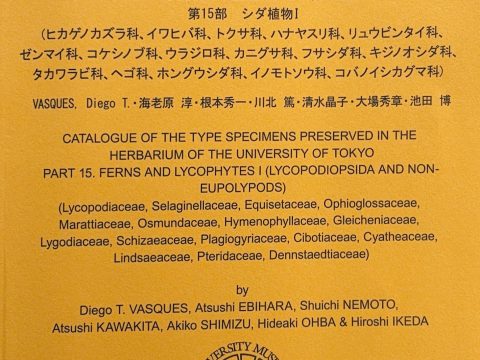 第15部　シダ植物I
(ヒカゲノカズラ科、イワヒバ科、トクサ科、ハナヤスリ科、リュウビンタイ科、
ゼンマイ科、コケシノブ科、ウラジロ科、カニグサ科、フサシダ科、キジノオシダ科、
タカワラビ科、ヘゴ科、ホングウシダ科、イノモトソウ科、コバノイシカグマ科)
VASQUES, Diego T.・海老原 淳・根本秀一・川北 篤・清水晶子・大場秀章・池田 博
CATALOGUE OF THE TYPE SPECIMENS PRESERVED IN THE
HERBARIUM OF THE UNIVERSITY OF TOKYO
PART 15. FERNS AND LYCOPHYTES I (LYCOPODIOPSIDA AND NON-
EUPOLYPODS)
(Lycopodiaceae, Selaginellaceae, Equisetaceae, Ophioglossaceae,
Marattiaceae, Osmundaceae, Hymenophyllaceae, Gleicheniaceae,
Lygodiaceae, Schizaeaceae, Plagiogyriaceae, Cibotiaceae, Cyatheaceae,
Lindsaeaceae, Pteridaceae, Dennstaedtiaceae)
by
Diego T. VASQUES, Atsushi EBIHARA, Shuichi NEMOTO,
Atsushi KAWAKITA, Akiko SHIMIZU, Hideaki OHBA & Hiroshi IKEDA